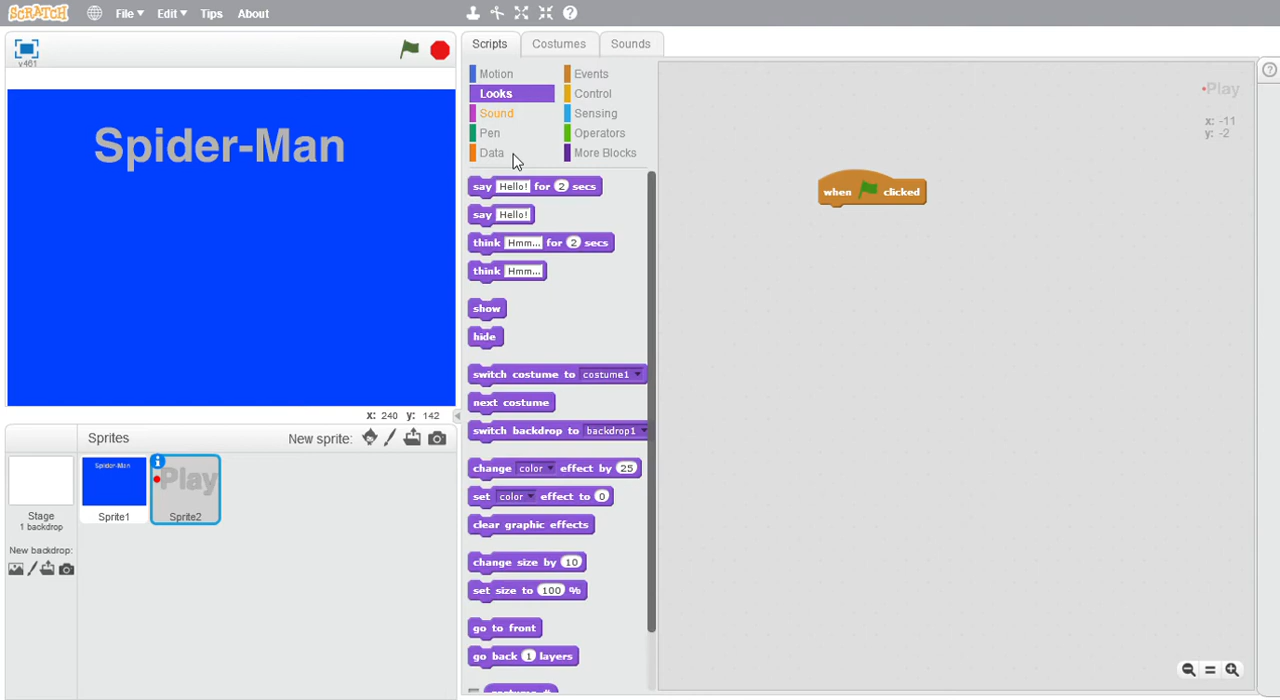 SCRATCH File Edit Tips About
v461
Scripts Costumes Sounds
Motion Events
Looks Control
Sound Sensing
Pen Operators
Data More Blocks
Spider-Man
Play
x: -11
y: -2
when clicked
say Hello! for 2 secs
say Hello!
think Hmm... for 2 secs
think Hmm...
show
hide
switch costume to costume1
next costume
switch backdrop to backdrop1
change color effect by 25
set color effect to 0
clear graphic effects
change size by 10
set size to 100 %
go to front
go back 1 layers
x: 240 y: 142
Sprites New sprite:
Spider-Man
Play
Stage
1 backdrop
Sprite1
Sprite2
New backdrop: